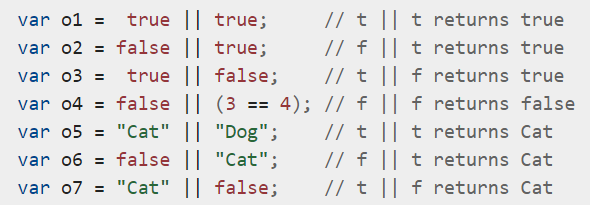 var o1 =  true || true;     // t || t returns true
var o2 = false || true;     // f || t returns true
var o3 =  true || false;    // t || f returns true
var o4 = false || (3 == 4); // f || f returns false
var o5 = "Cat" || "Dog";    // t || t returns Cat
var o6 = false || "Cat";    // f || t returns Cat
var o7 = "Cat" || false;    // t || f returns Cat